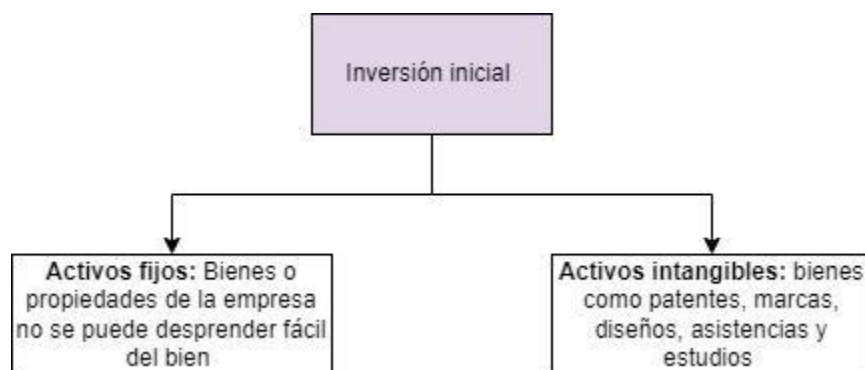 Inversión inicial
Activos fijos: Bienes o
propiedades de la empresa
no se puede desprender fácil
del bien
Activos intangibles: bienes
como patentes, marcas,
diseños, asistencias y
estudios